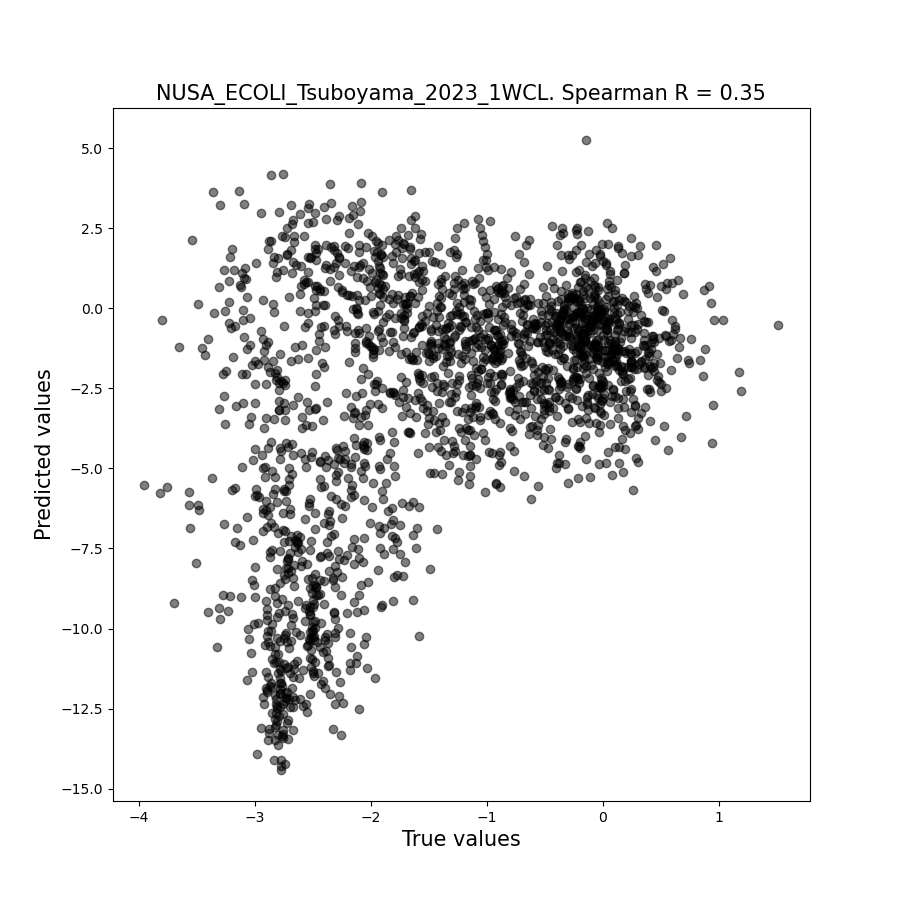 NUSA_ECOLI_Tsuboyama_2023_1WCL. Spearman R = 0.35
5.0
2.5
0.0
−2.5
−5.0
−7.5
−10.0
−12.5
−15.0
Predicted values
−4 −3 −2 −1 0 1
True values